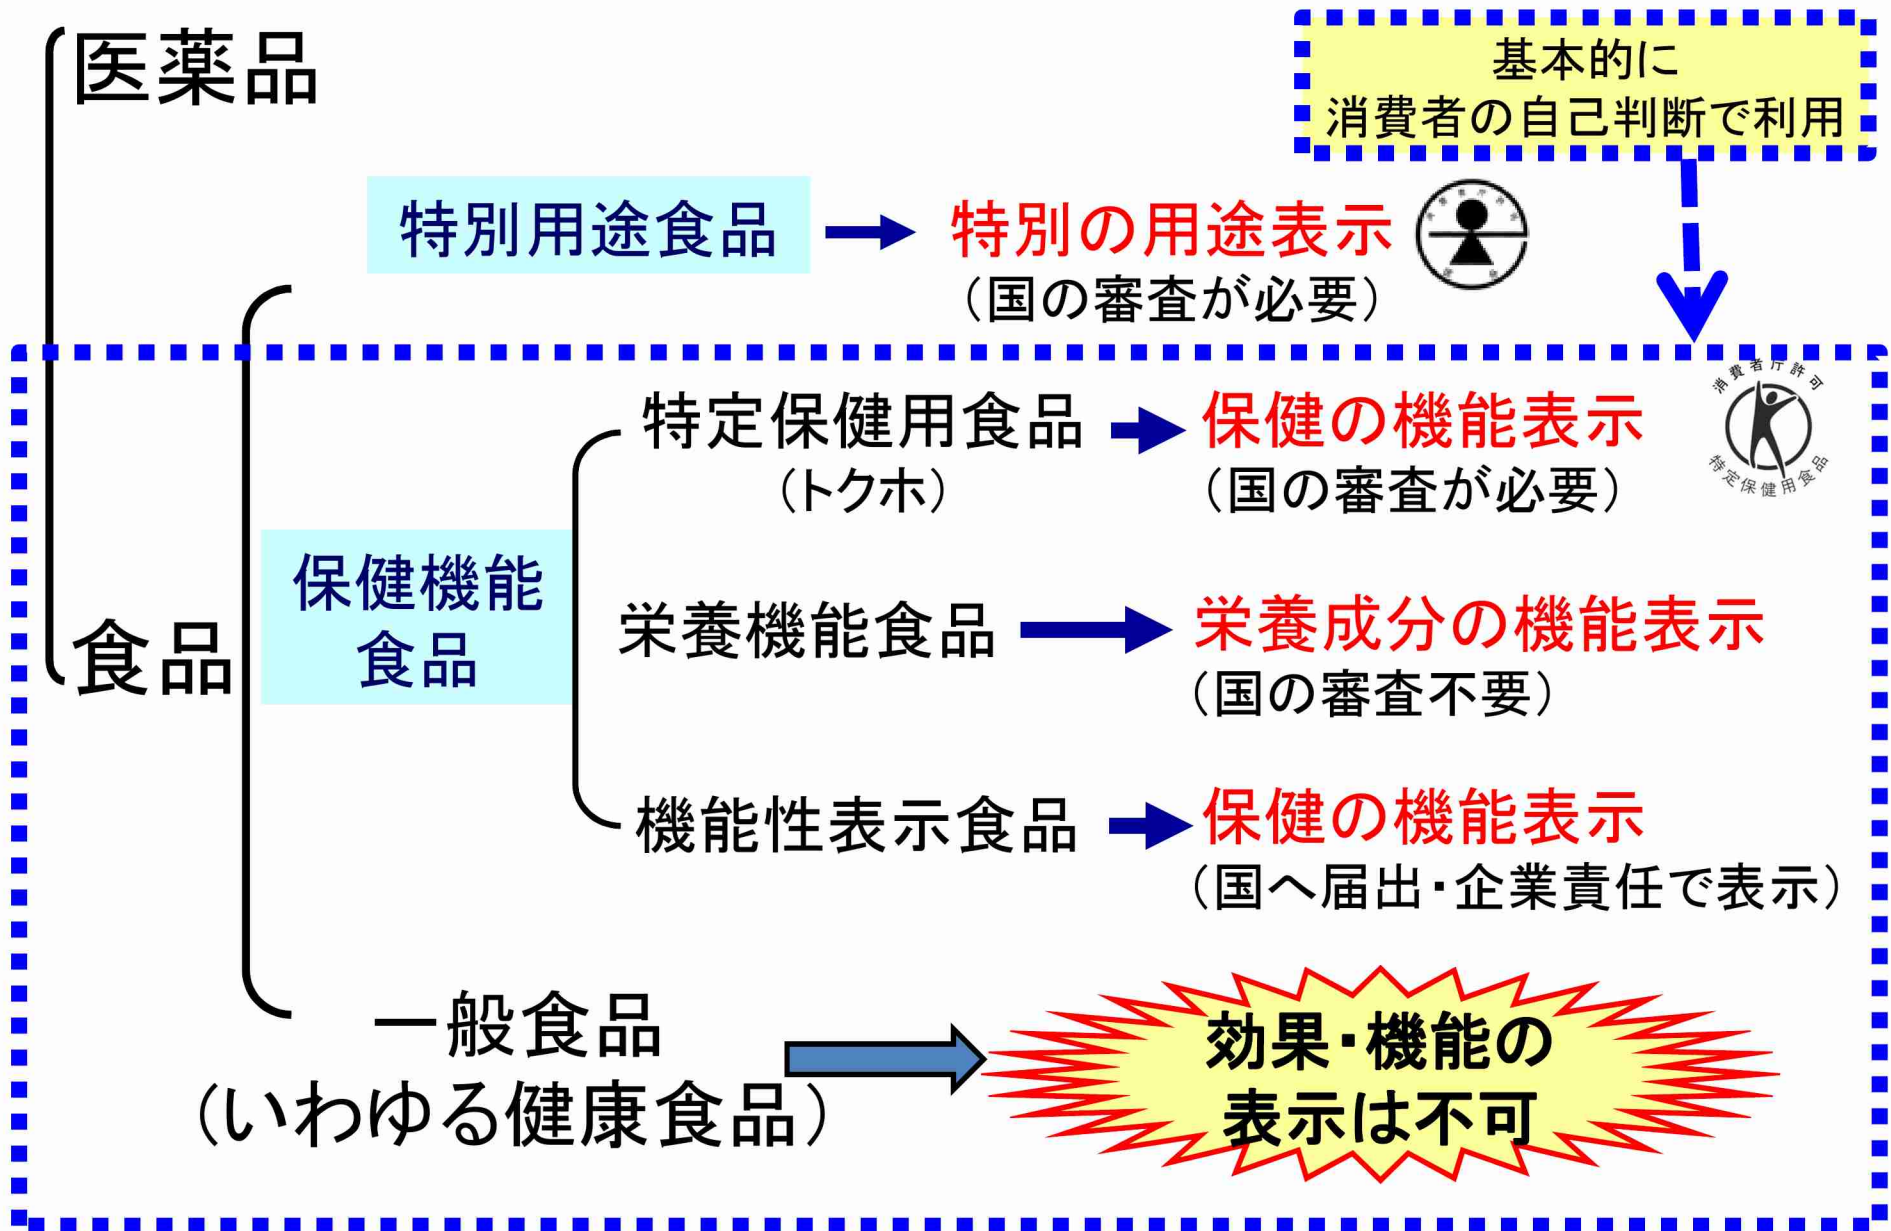 医薬品
基本的に
消費者の自己判断で利用
特別用途食品
特別の用途表示
（国の審査が必要）
消費者庁許可
特定保健用食品
特定保健用食品
（トクホ）
保健の機能表示
（国の審査が必要）
保健機能
食品
食品
栄養機能食品
栄養成分の機能表示
（国の審査不要）
機能性表示食品
保健の機能表示
（国へ届出・企業責任で表示）
一般食品
（いわゆる健康食品）
効果・機能の
表示は不可